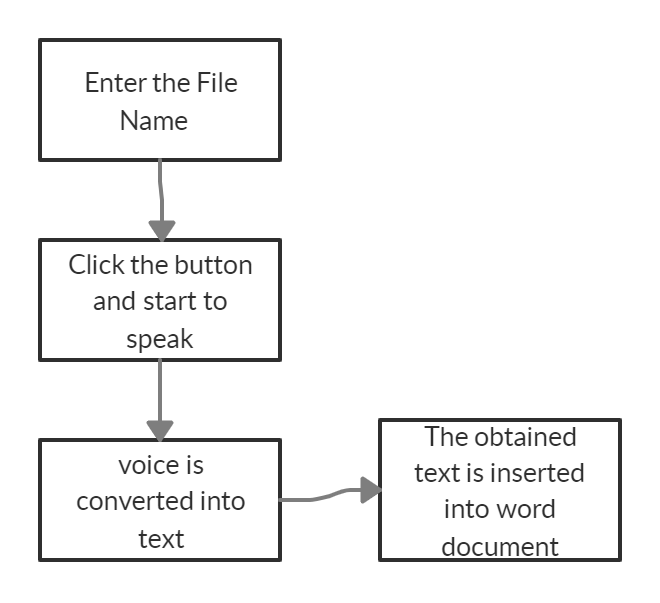 Enter the File
Name
Click the button
and start to
speak
voice is
converted into
text
The obtained
text is inserted
into word
document